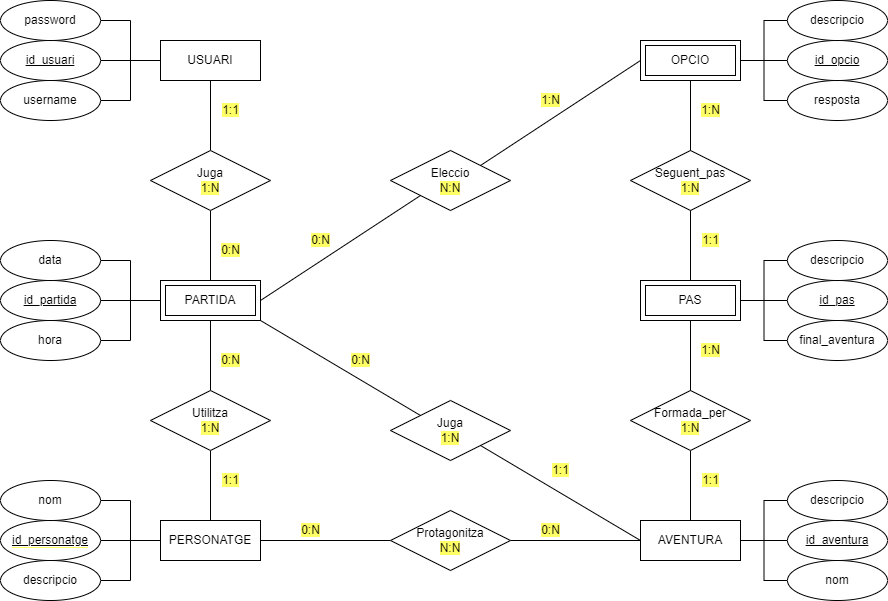 password
descripcio
id_usuari
USUARI
OPCIO
id_opcio
username
1:N
resposta
1:1
1:N
Juga
1:N
Eleccio
N:N
Seguent_pas
1:N
0:N
0:N
1:1
data
descripcio
id_partida
PARTIDA
PAS
id_pas
hora
final_aventura
0:N
0:N
1:N
Utilitza
1:N
Juga
1:N
Formada_per
1:N
1:1
1:1
1:1
nom
descripcio
0:N
Protagonitza
N:N
0:N
id_personatge
PERSONATGE
AVENTURA
id_aventura
descripcio
nom